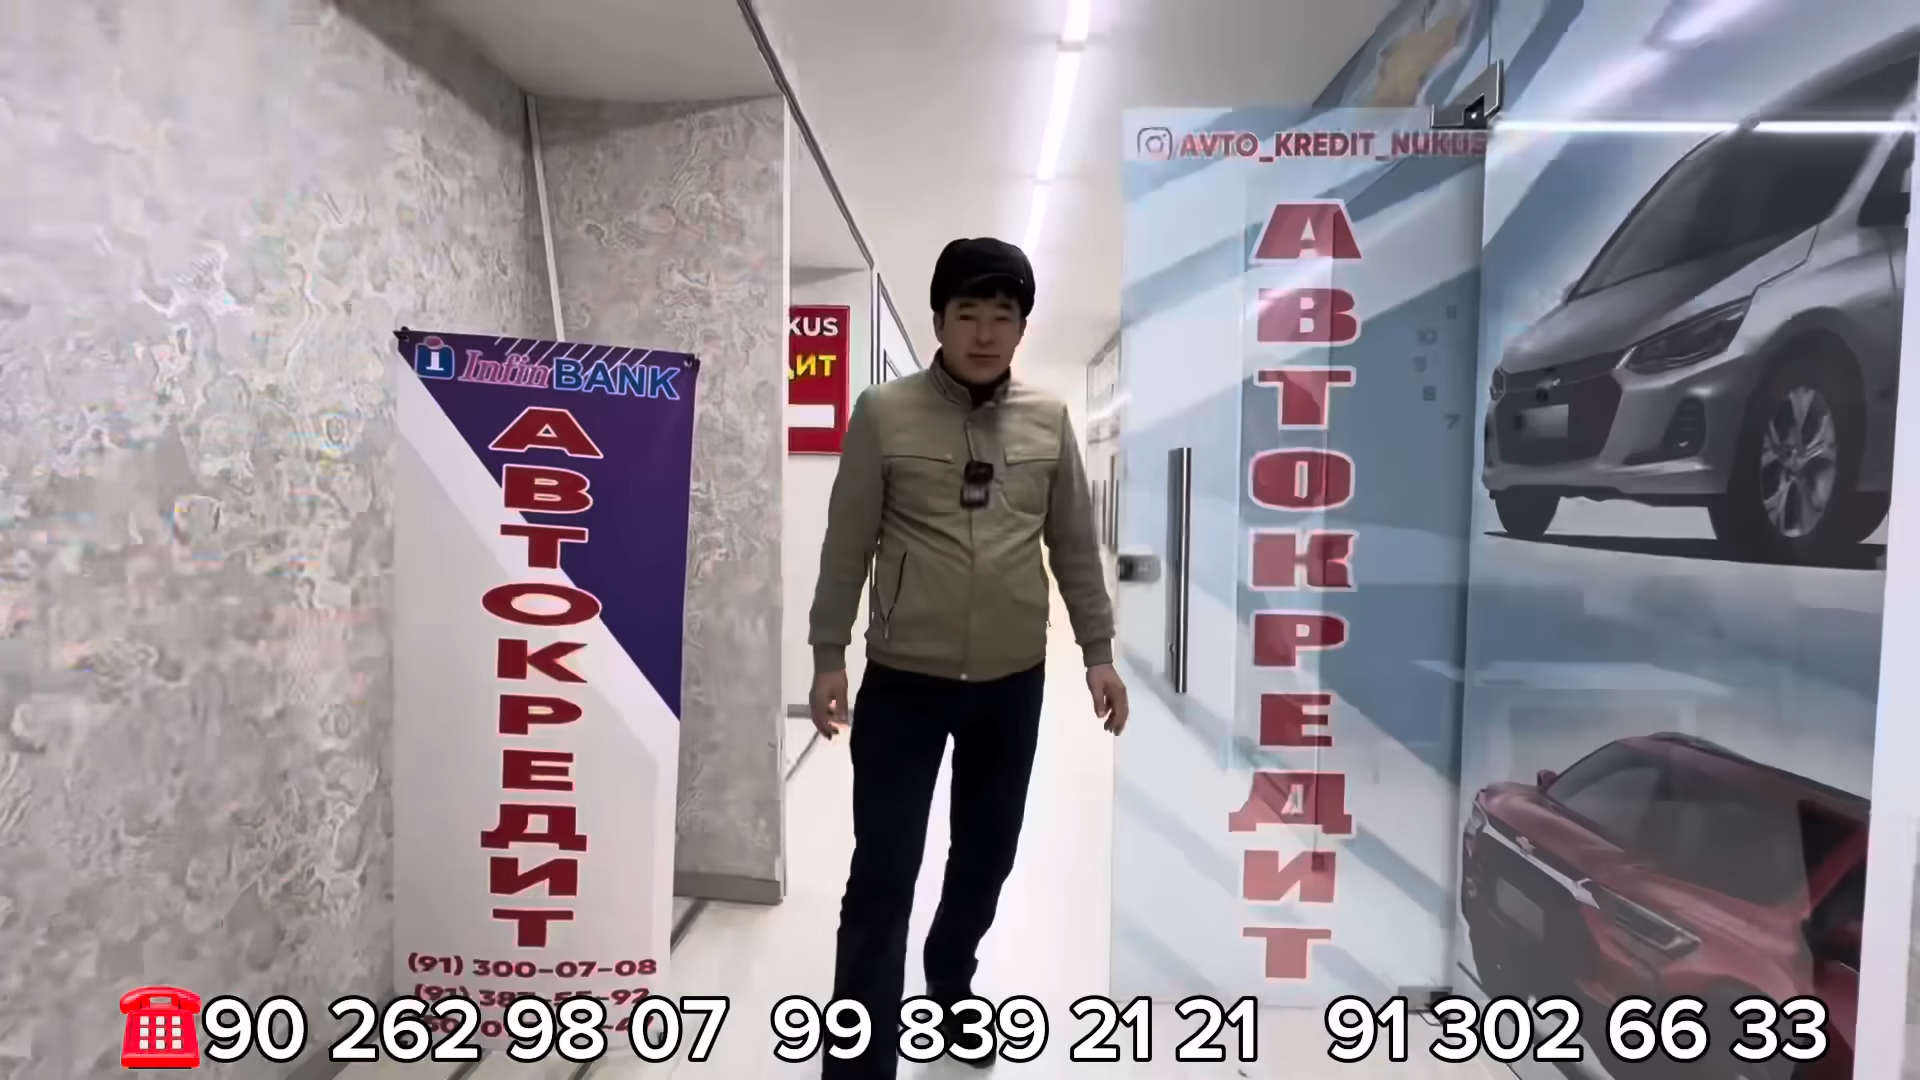 InfinBANK
АВТОКРЕДИТ
(91) 300-07-08
KUS
ДИТ
AVTO_KREDIT_NUKUS
АВТОКРЕДИТ
90 262 98 07 99 839 21 21 91 302 66 33